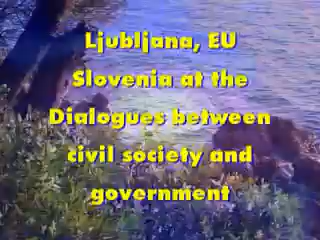 Ljubljana, EU
Slovenia at the
Dialogues between
civil society and
government